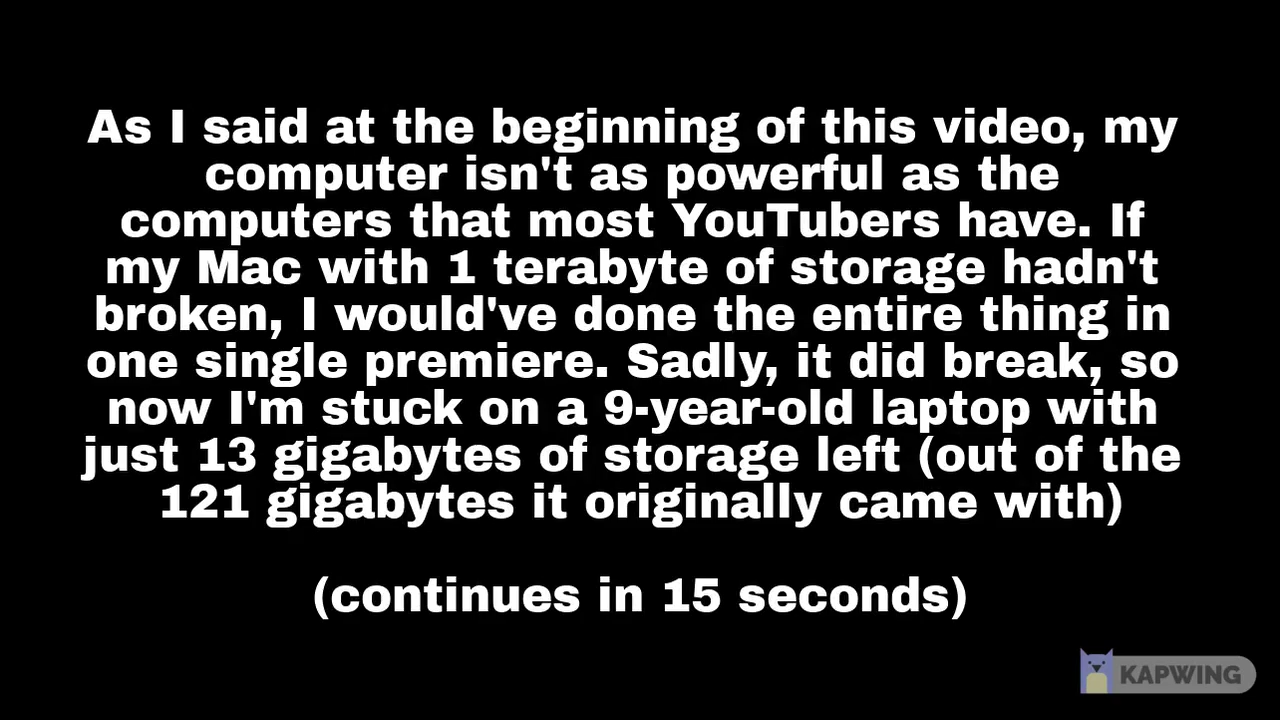 As I said at the beginning of this video, my
computer isn't as powerful as the
computers that most YouTubers have. If
my Mac with 1 terabyte of storage hadn't
broken, I would've done the entire thing in
one single premiere. Sadly, it did break, so
now I'm stuck on a 9-year-old laptop with
just 13 gigabytes of storage left (out of the
121 gigabytes it originally came with)
(continues in 15 seconds)
KAPWING